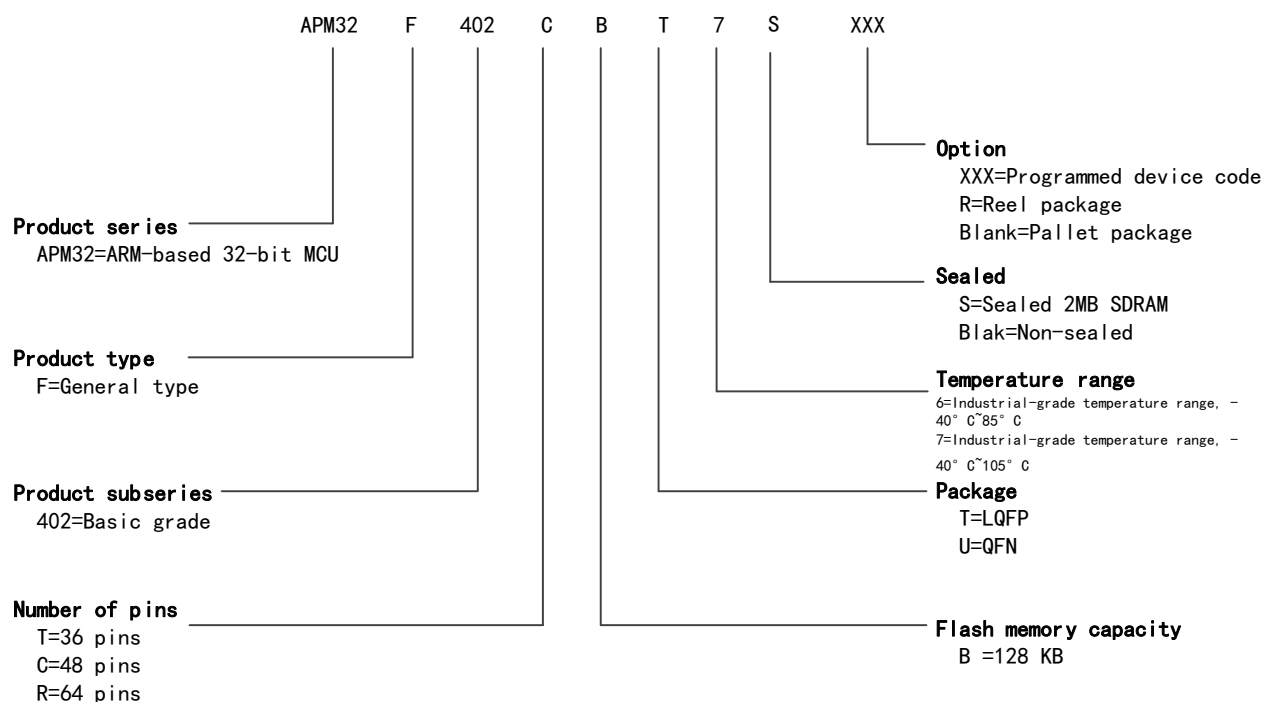 APM32 F 402 C B T 7 S XXX
Option
XXX=Programmed device code
R=Reel package
Blank=Pallet package
Product series
APM32=ARM-based 32-bit MCU
Sealed
S=Sealed 2MB SDRAM
Blak=Non-sealed
Product type
F=General type
Temperature range
6=Industrial-grade temperature range, -
40° C~85° C
7=Industrial-grade temperature range, -
40° C~105° C
Product subseries
402=Basic grade
Package
T=LQFP
U=QFN
Number of pins
T=36 pins
C=48 pins
R=64 pins
Flash memory capacity
B =128 KB